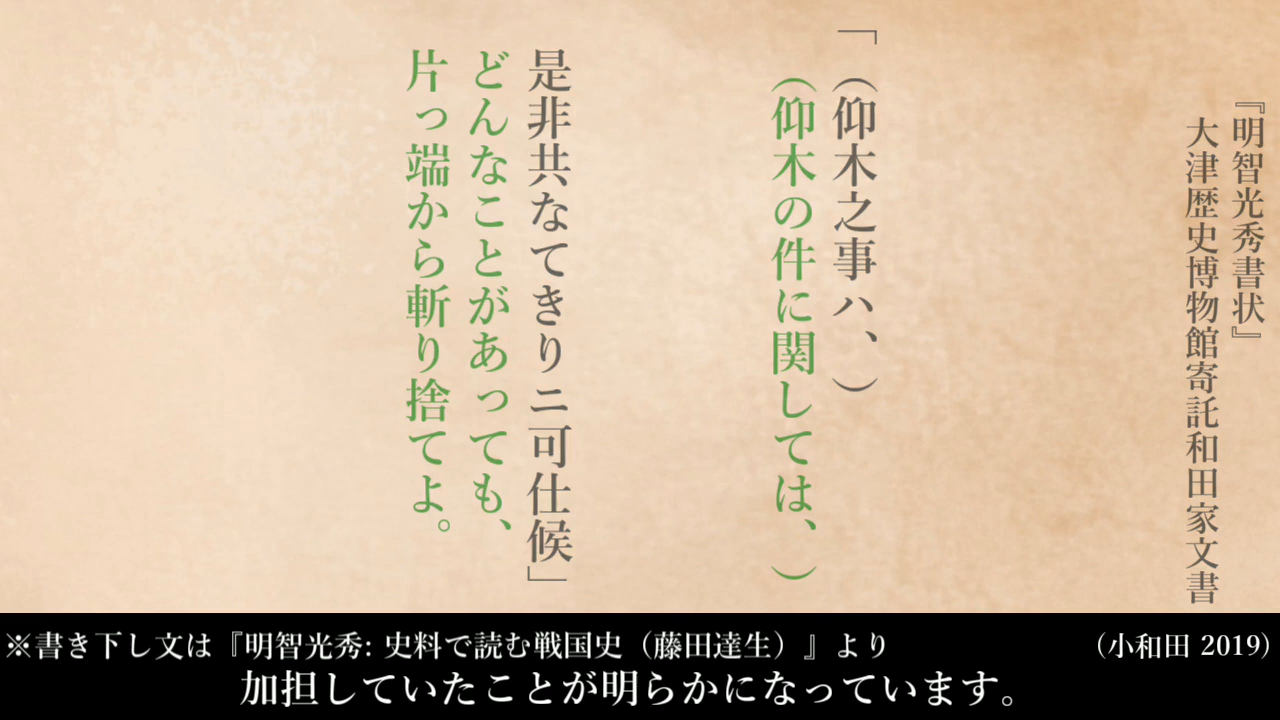 『明智光秀書状』
大津歴史博物館寄託和田家文書
「
（仰木之事ハ、）
（仰木の件に関しては、）
是非共なてきりニ可仕候」
どんなことがあっても、
片っ端から斬り捨てよ。
※書き下し文は『明智光秀: 史料で読む戦国史（藤田達生）』より
（小和田 2019）
加担していたことが明らかになっています。